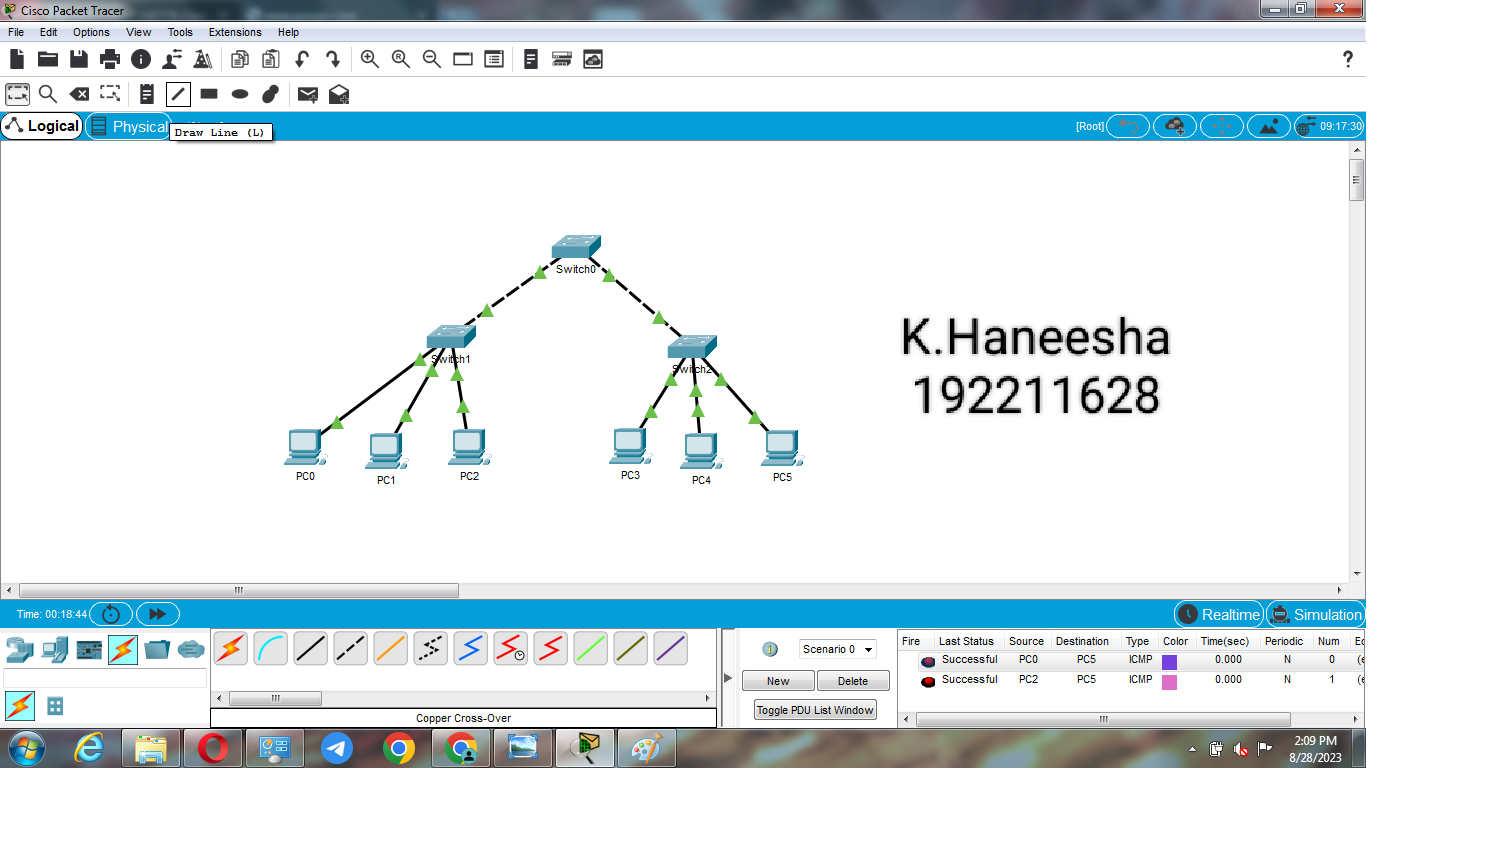 Cisco Packet Tracer
File Edit Options View Tools Extensions Help
?
Logical Physical
Draw Line (L)
[Root] 09:17:30
Switch0
Switch1
Switch2
K.Haneesha
192211628
PC0 PC1 PC2 PC3 PC4 PC5
Time: 00:18:44
Realtime Simulation
Scenario 0
New Delete
Toggle PDU List Window
Copper Cross-Over
Fire Last Status Source Destination Type Color Time(sec) Periodic Num
Successful PC0 PC5 ICMP 0.000 N 0
Successful PC2 PC5 ICMP 0.000 N 1
2:09 PM
8/28/2023